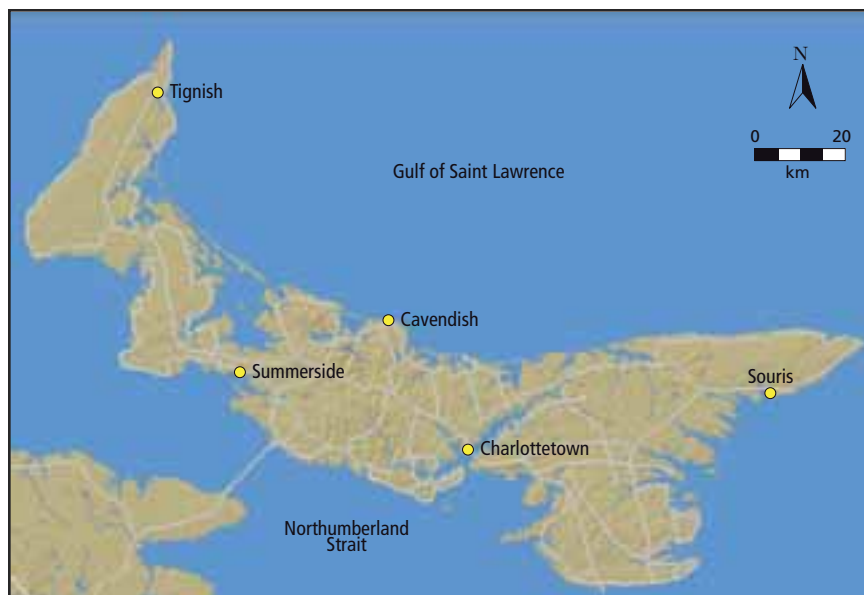 Tignish
N
0 20
km
Gulf of Saint Lawrence
Cavendish
Summerside
Souris
Charlottetown
Northumberland
Strait